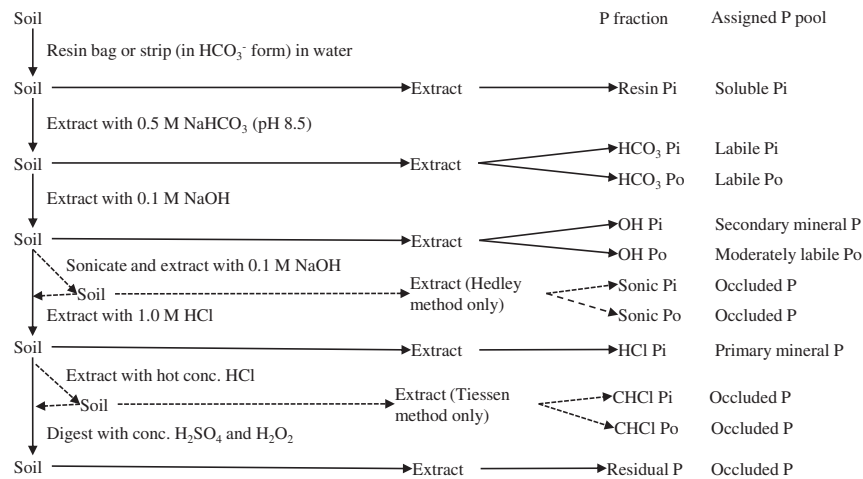 Soil P fraction Assigned P pool
Resin bag or strip (in HCO₃⁻ form) in water
Soil Extract Resin Pi Soluble Pi
Extract with 0.5 M NaHCO₃ (pH 8.5)
HCO₃ Pi Labile Pi
Soil Extract
HCO₃ Po Labile Po
Extract with 0.1 M NaOH
OH Pi Secondary mineral P
Soil Extract
OH Po Moderately labile Po
Sonicate and extract with 0.1 M NaOH
Extract (Hedley Sonic Pi Occluded P
Soil
method only) Sonic Po Occluded P
Extract with 1.0 M HCl
Soil Extract HCl Pi Primary mineral P
Extract with hot conc. HCl
Extract (Tiessen CHCl Pi Occluded P
Soil
method only)
CHCl Po Occluded P
Digest with conc. H₂SO₄ and H₂O₂
Soil Extract Residual P Occluded P